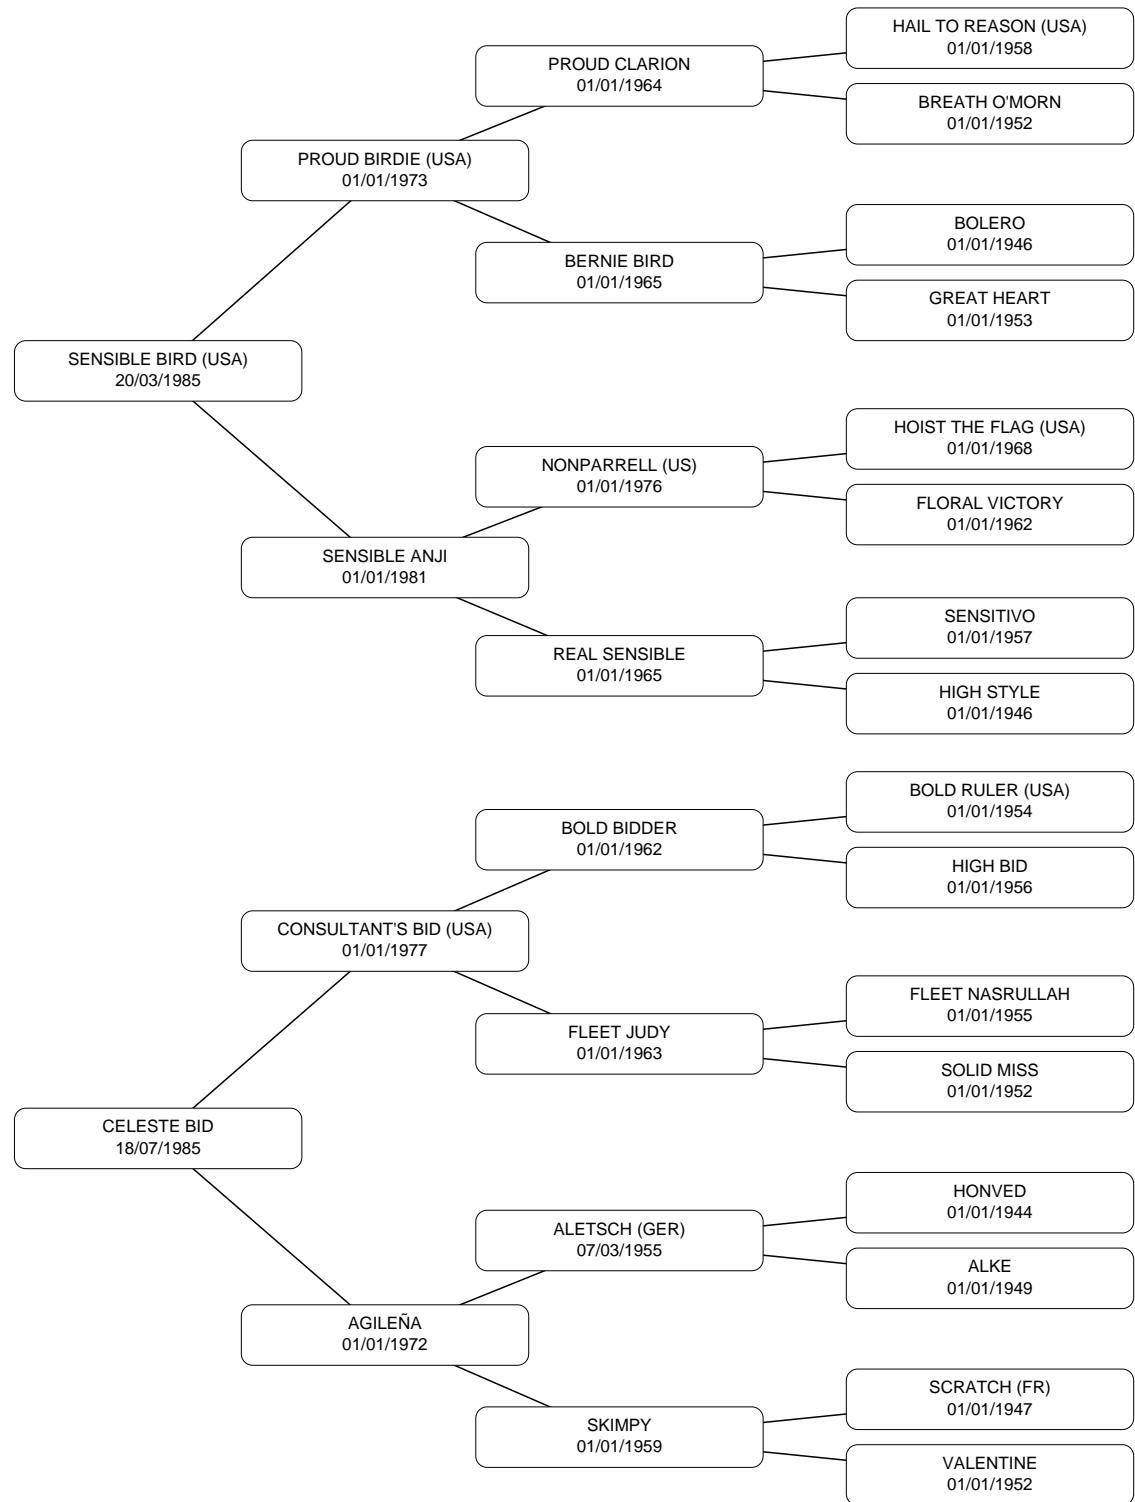 HAIL TO REASON (USA)
01/01/1958
PROUD CLARION
01/01/1964
BREATH O'MORN
01/01/1952
PROUD BIRDIE (USA)
01/01/1973
BOLERO
01/01/1946
BERNIE BIRD
01/01/1965
GREAT HEART
01/01/1953
SENSIBLE BIRD (USA)
20/03/1985
HOIST THE FLAG (USA)
01/01/1968
NONPARRELL (US)
01/01/1976
FLORAL VICTORY
01/01/1962
SENSIBLE ANJI
01/01/1981
SENSITIVO
01/01/1957
REAL SENSIBLE
01/01/1965
HIGH STYLE
01/01/1946
BOLD RULER (USA)
01/01/1954
BOLD BIDDER
01/01/1962
HIGH BID
01/01/1956
CONSULTANT'S BID (USA)
01/01/1977
FLEET NASRULLAH
01/01/1955
FLEET JUDY
01/01/1963
SOLID MISS
01/01/1952
CELESTE BID
18/07/1985
HONVED
01/01/1944
ALETSCH (GER)
07/03/1955
ALKE
01/01/1949
AGILEÑA
01/01/1972
SCRATCH (FR)
01/01/1947
SKIMPY
01/01/1959
VALENTINE
01/01/1952